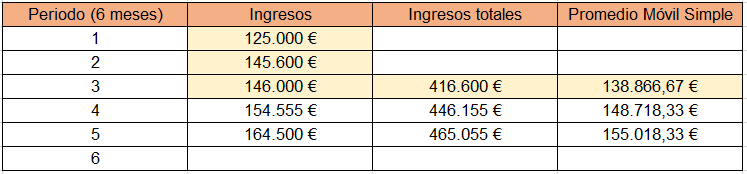 Periodo (6 meses) Ingresos Ingresos totales Promedio Móvil Simple
1 125.000 €
2 145.600 €
3 146.000 € 416.600 € 138.866,67 €
4 154.555 € 446.155 € 148.718,33 €
5 164.500 € 465.055 € 155.018,33 €
6